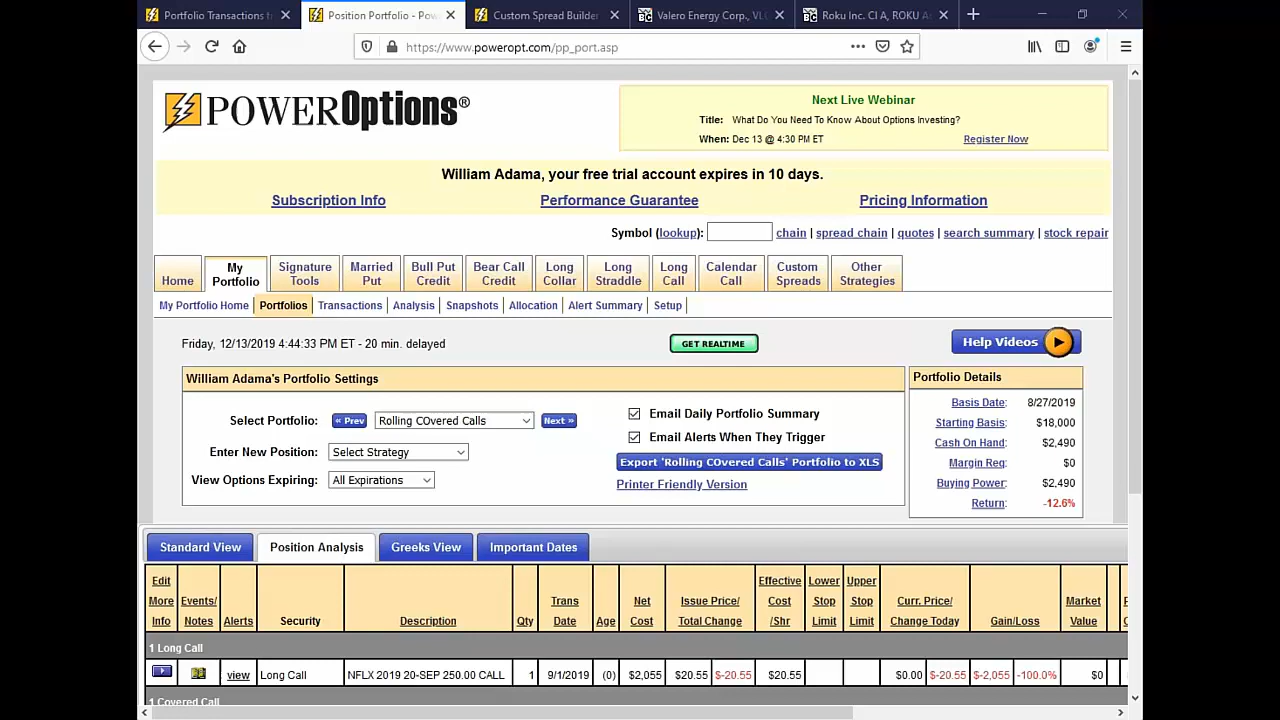 Portfolio Transactions f
Position Portfolio - Pow
Custom Spread Builder
Valero Energy Corp., VLO
Roku inc. Cl A, ROKU A
https://www.poweropt.com/pp_port.asp
POWEROptions®
Next Live Webinar
Title: What Do You Need To Know About Options Investing?
When: Dec 13 @ 4:30 PM ET Register Now
William Adama, your free trial account expires in 10 days.
Subscription Info Performance Guarantee Pricing Information
Symbol (lookup): chain | spread chain | quotes | search summary | stock repair
Home
My Portfolio
Signature Tools
Married Put
Bull Put Credit
Bear Call Credit
Long Collar
Long Straddle
Long Call
Calendar Call
Custom Spreads
Other Strategies
My Portfolio Home | Portfolios | Transactions | Analysis | Snapshots | Allocation | Alert Summary | Setup |
Friday, 12/13/2019 4:44:33 PM ET - 20 min. delayed
GET REALTIME
Help Videos
William Adama's Portfolio Settings
Select Portfolio: « Prev Rolling COvered Calls Next »
Enter New Position: Select Strategy
View Options Expiring: All Expirations
Email Daily Portfolio Summary
Email Alerts When They Trigger
Export 'Rolling COvered Calls' Portfolio to XLS
Printer Friendly Version
Portfolio Details
Basis Date: 8/27/2019
Starting Basis: $18,000
Cash On Hand: $2,490
Margin Req: $0
Buying Power: $2,490
Return: -12.6%
Standard View Position Analysis Greeks View Important Dates
Edit More Info
Events/ Notes
Alerts
Security
Description
Qty
Trans Date
Age
Net Cost
Issue Price/ Total Change
Effective Cost /Shr
Lower Stop Limit
Upper Stop Limit
Curr. Price/ Change Today
Gain/Loss
Market Value
1 Long Call
view Long Call NFLX 2019 20-SEP 250.00 CALL 1 9/1/2019 (0) $2,055 $20.55 $-20.55 $20.55 $0.00 $-20.55 $-2,055 -100.0% $0
1 Covered Call